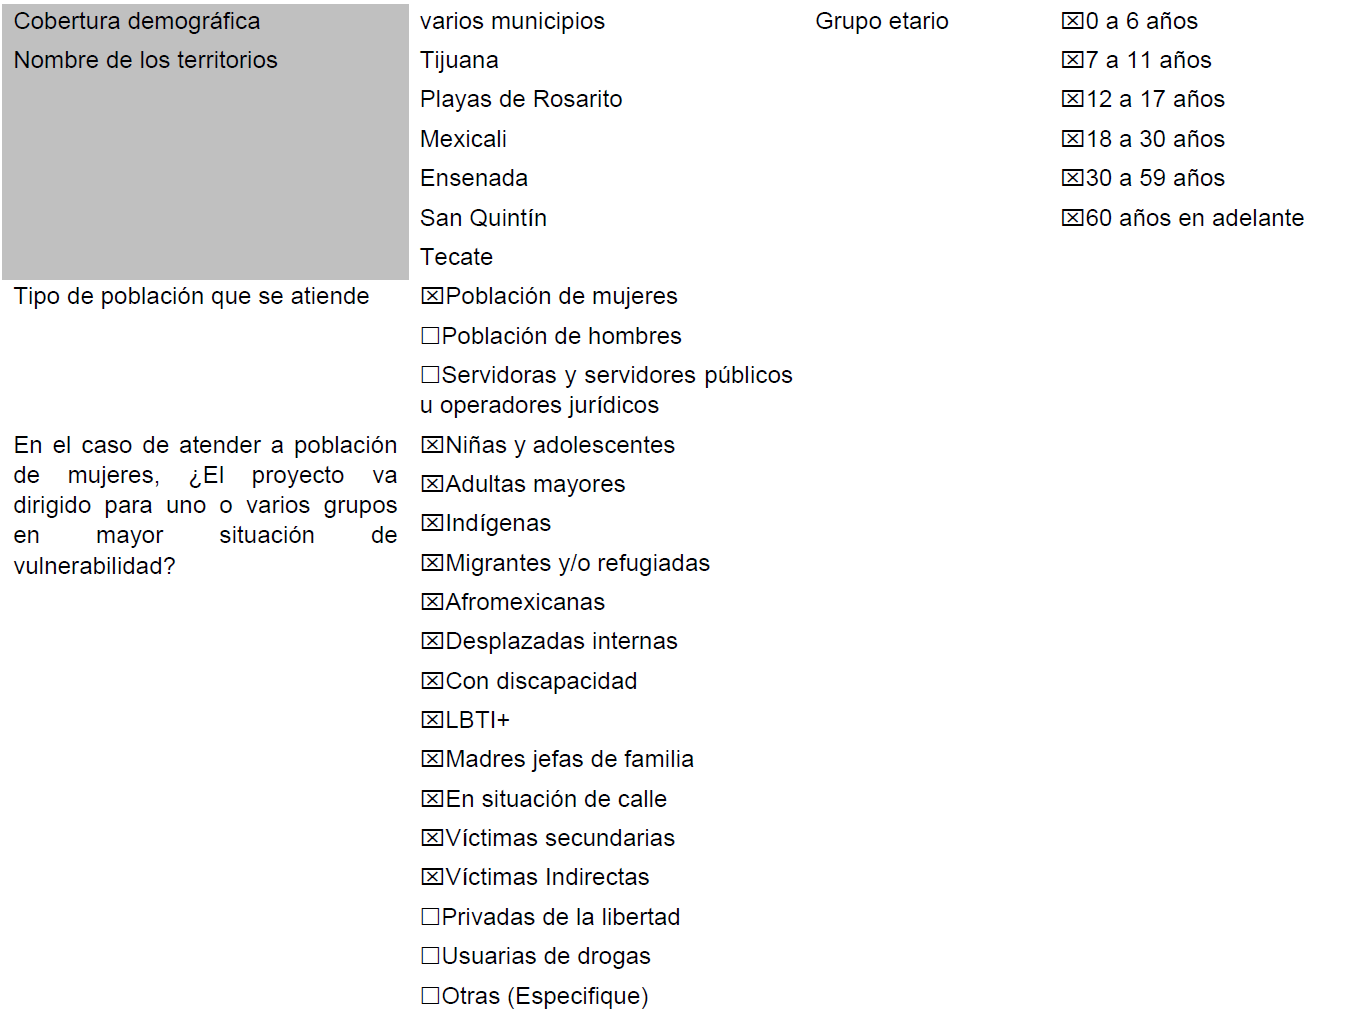 Cobertura demográfica varios municipios Grupo etario ☒0 a 6 años
Nombre de los territorios Tijuana ☒7 a 11 años
Playas de Rosarito ☒12 a 17 años
Mexicali ☒18 a 30 años
Ensenada ☒30 a 59 años
San Quintín ☒60 años en adelante
Tecate
Tipo de población que se atiende ☒Población de mujeres
☐Población de hombres
☐Servidoras y servidores públicos
u operadores jurídicos
En el caso de atender a población
de mujeres, ¿El proyecto va
dirigido para uno o varios grupos
en mayor situación de
vulnerabilidad?
☒Niñas y adolescentes
☒Adultas mayores
☒Indígenas
☒Migrantes y/o refugiadas
☒Afromexicanas
☒Desplazadas internas
☒Con discapacidad
☒LBTI+
☒Madres jefas de familia
☒En situación de calle
☒Víctimas secundarias
☒Víctimas Indirectas
☐Privadas de la libertad
☐Usuarias de drogas
☐Otras (Especifique)